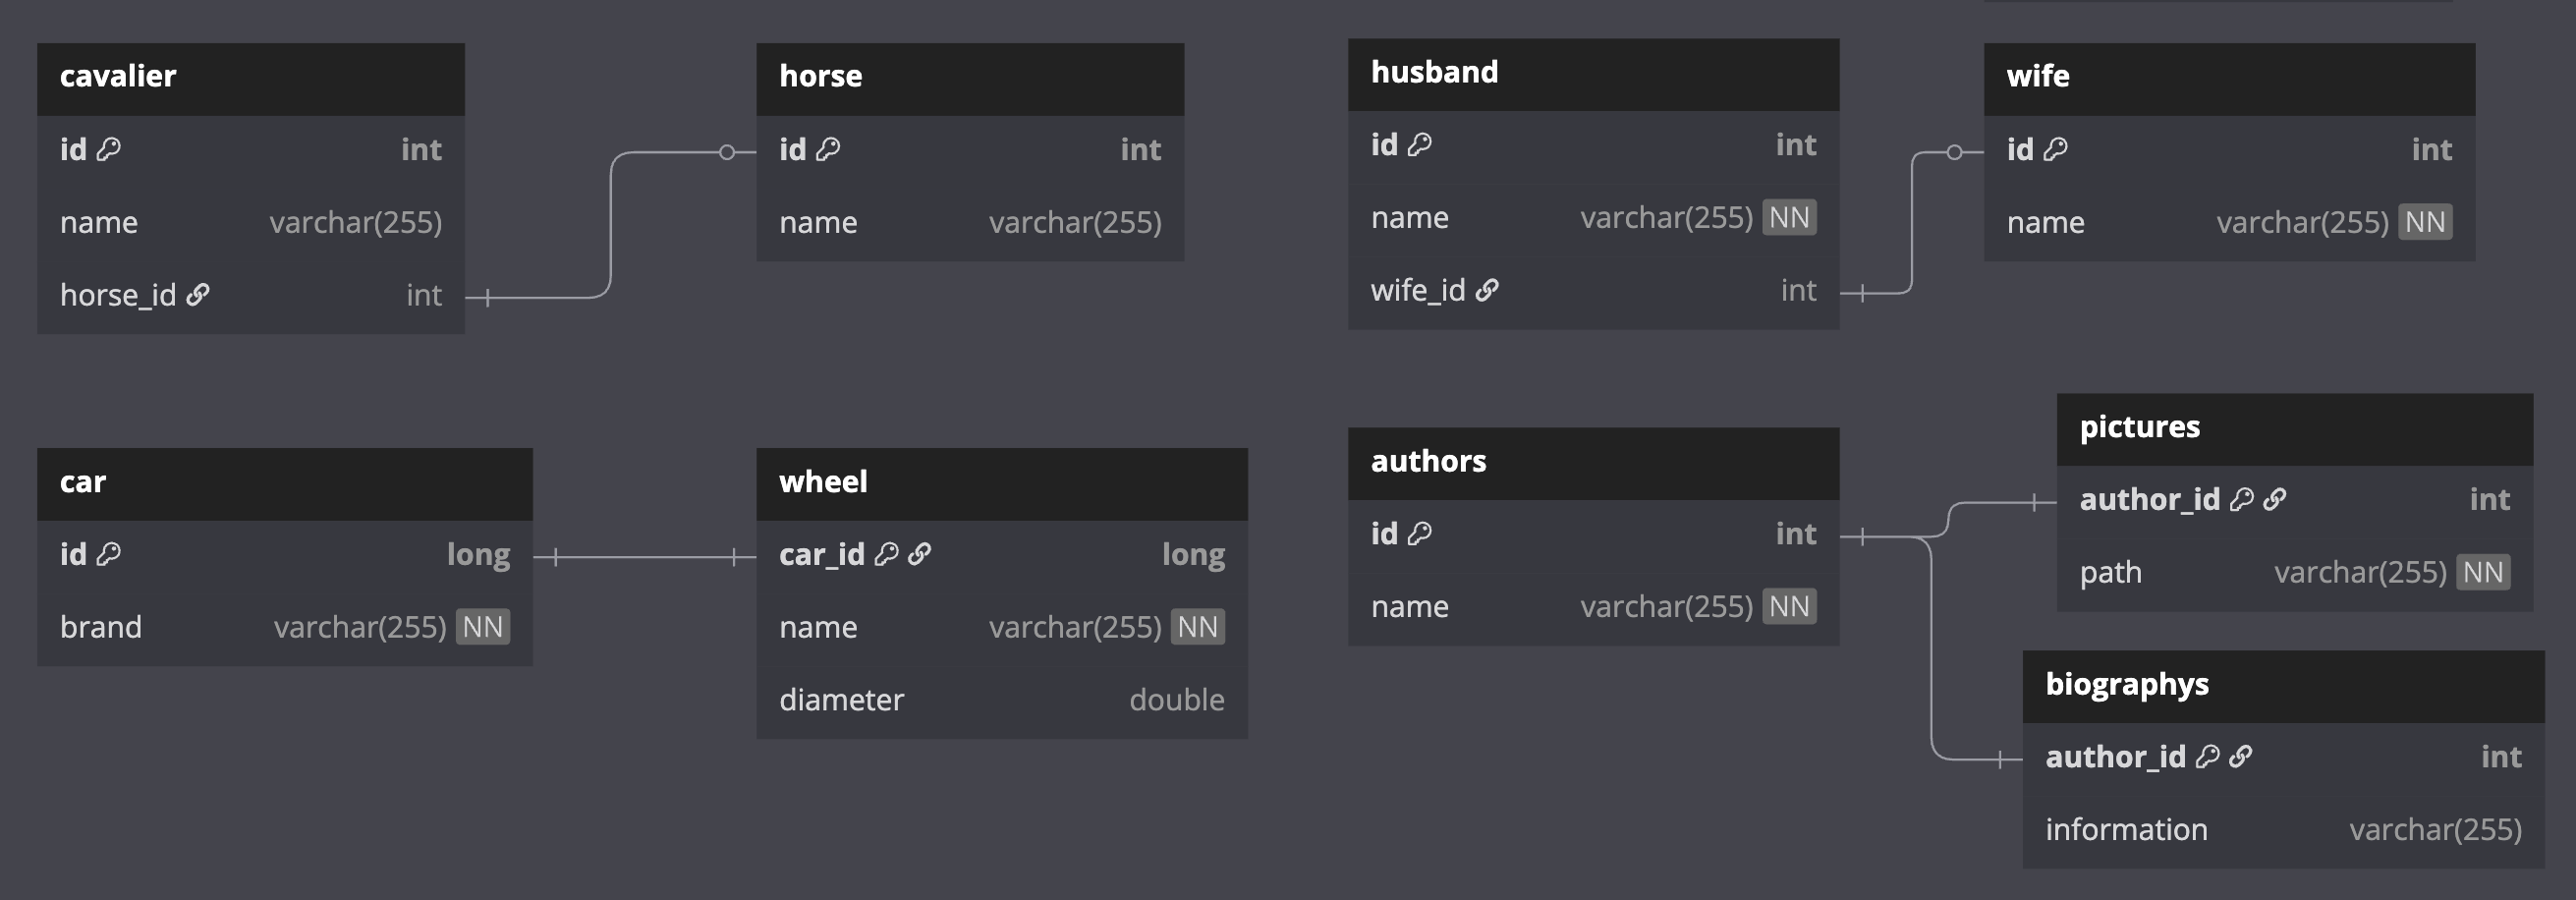 cavalier
id int
name varchar(255)
horse_id int
horse
id int
name varchar(255)
husband
id int
name varchar(255) NN
wife_id int
wife
id int
name varchar(255) NN
car
id long
brand varchar(255) NN
wheel
car_id long
name varchar(255) NN
diameter double
authors
id int
name varchar(255) NN
pictures
author_id int
path varchar(255) NN
biographys
author_id int
information varchar(255)